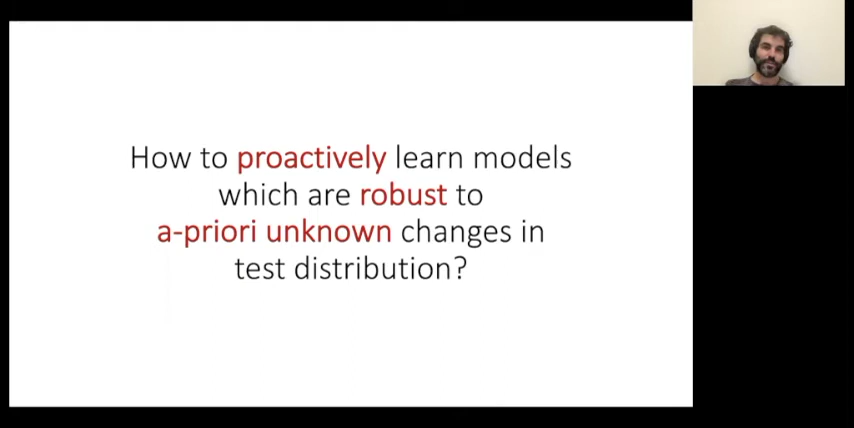 How to proactively learn models
which are robust to
a-priori unknown changes in
test distribution?